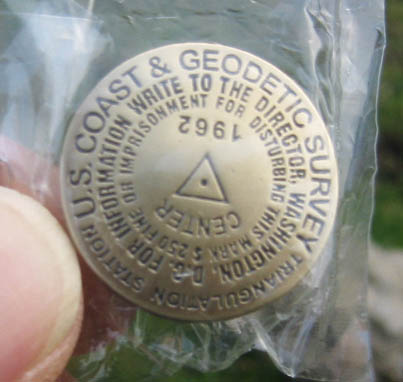 U.S. COAST & GEODETIC SURVEY
TRIANGULATION STATION
FOR INFORMATION, WRITE TO THE DIRECTOR, WASHINGTON, D.C.
$250 FINE OR IMPRISONMENT FOR DISTURBING THIS MARK
1962
CENTER